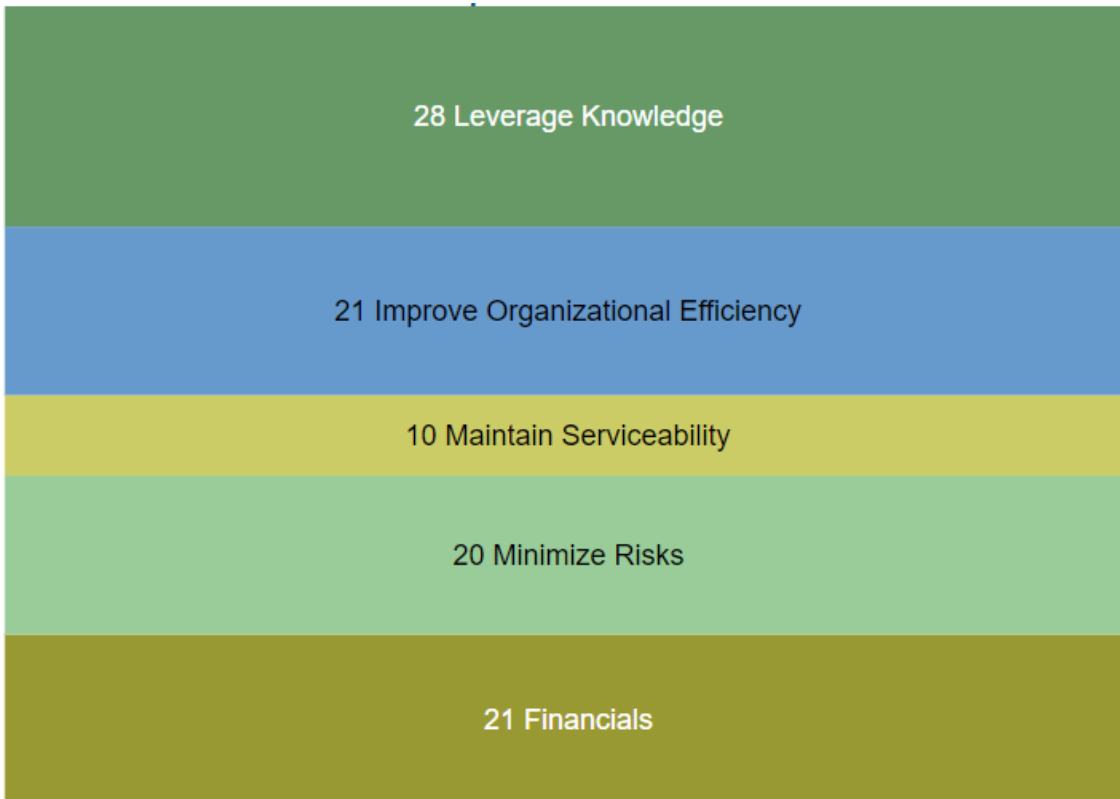 28 Leverage Knowledge
21 Improve Organizational Efficiency
10 Maintain Serviceability
20 Minimize Risks
21 Financials